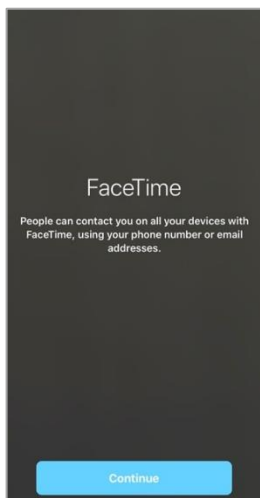 FaceTime
People can contact you on all your devices with
FaceTime, using your phone number or email
addresses.
Continue